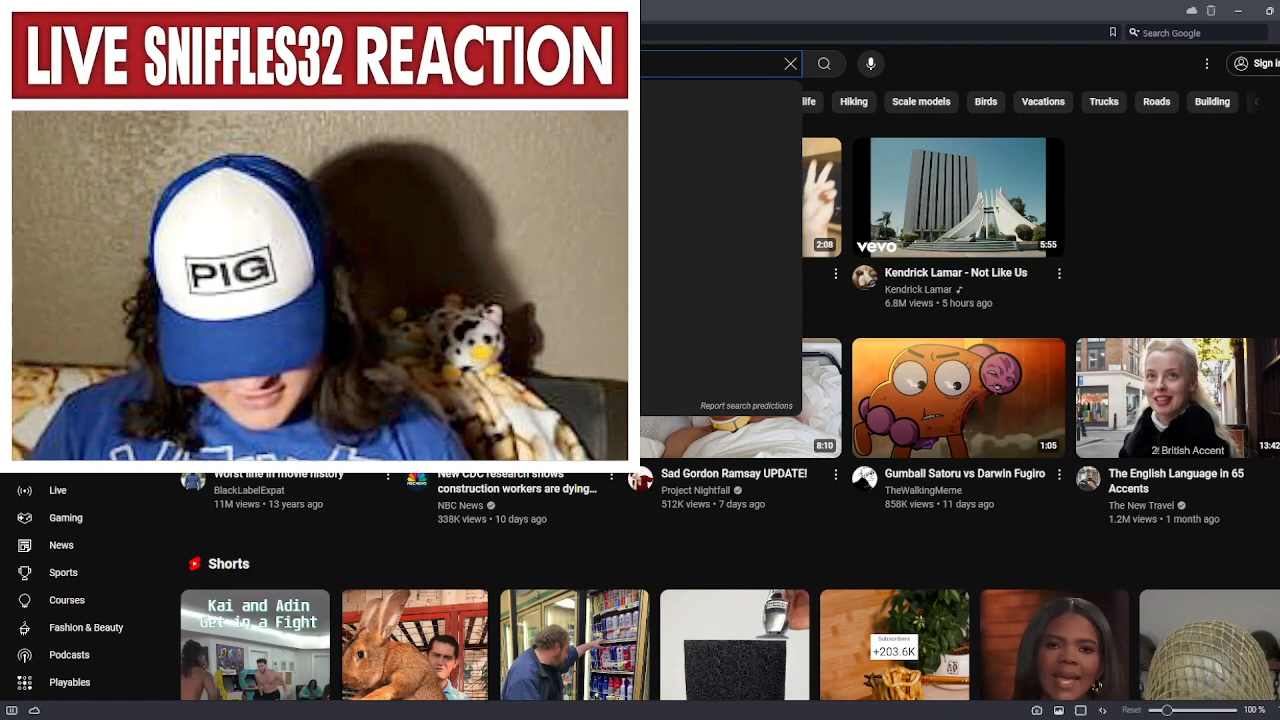 LIVE SNIFFLES32 REACTION
PIG
Search Google
Sign in
life
Hiking
Scale models
Birds
Vacations
Trucks
Roads
Building
2:08
vevo
5:55
Kendrick Lamar - Not Like Us
Kendrick Lamar
6.8M views • 5 hours ago
Report search predictions
8:10
1:05
2! British Accent
13:42
Worst line in movie history
BlackLabelExpat
11M views • 13 years ago
New CDC research shows
construction workers are dying...
NBC News
338K views • 10 days ago
Sad Gordon Ramsay UPDATE!
Project Nightfall
512K views • 7 days ago
Gumball Satoru vs Darwin Fugiro
TheWalkingMeme
858K views • 11 days ago
The English Language in 65
Accents
The New Travel
1.2M views • 1 month ago
Live
Gaming
News
Sports
Courses
Fashion & Beauty
Podcasts
Playables
Shorts
Kai and Adin
Get in a Fight
Subscribers
+203.6K
Reset
100 %